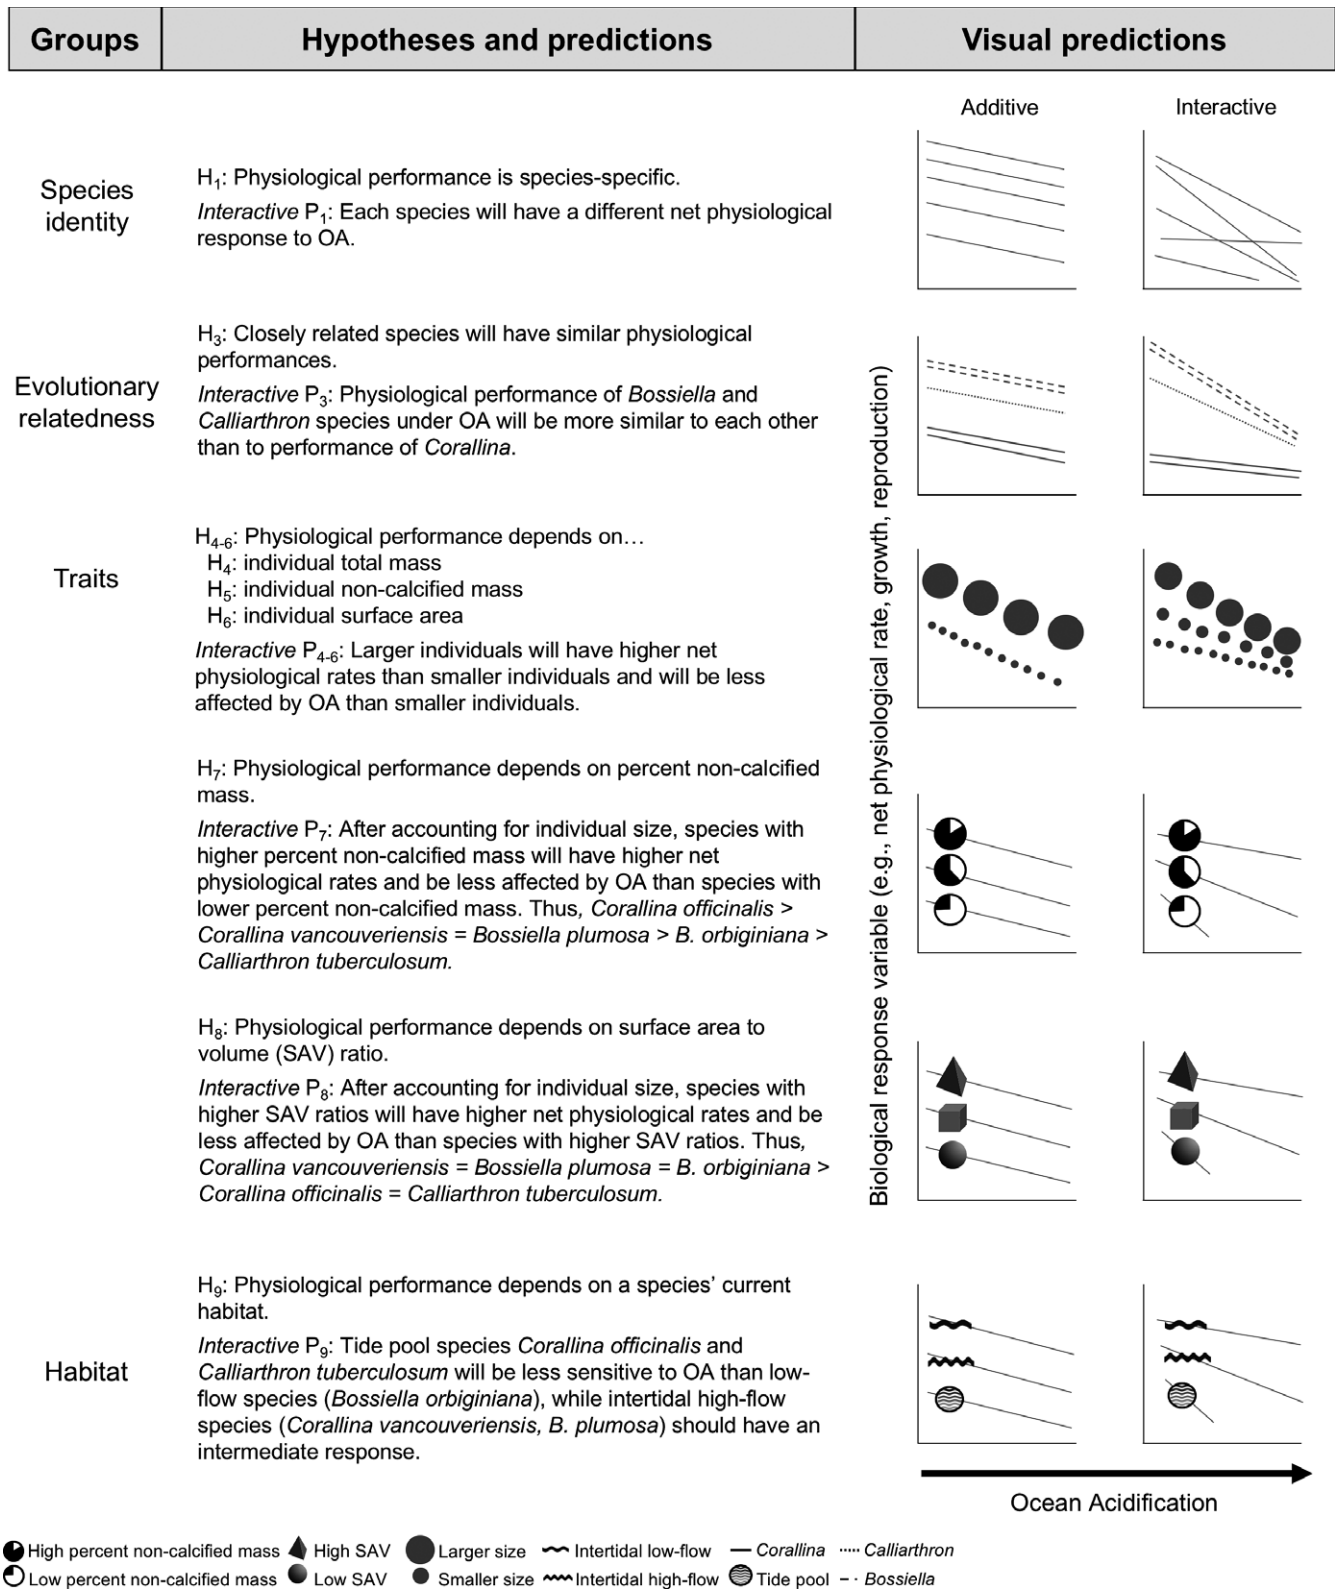 Groups
Hypotheses and predictions
Visual predictions
Additive
Interactive
Species
identity
H1: Physiological performance is species-specific.
Interactive P1: Each species will have a different net physiological
response to OA.
Evolutionary
relatedness
H3: Closely related species will have similar physiological
performances.
Interactive P3: Physiological performance of Bossiella and
Calliarthron species under OA will be more similar to each other
than to performance of Corallina.
Traits
H4-6: Physiological performance depends on…
H4: individual total mass
H5: individual non-calcified mass
H6: individual surface area
Interactive P4-6: Larger individuals will have higher net
physiological rates than smaller individuals and will be less
affected by OA than smaller individuals.
H7: Physiological performance depends on percent non-calcified
mass.
Interactive P7: After accounting for individual size, species with
higher percent non-calcified mass will have higher net
physiological rates and be less affected by OA than species with
lower percent non-calcified mass. Thus, Corallina officinalis >
Corallina vancouveriensis = Bossiella plumosa > B. orbiginiana >
Calliarthron tuberculosum.
H8: Physiological performance depends on surface area to
volume (SAV) ratio.
Interactive P8: After accounting for individual size, species with
higher SAV ratios will have higher net physiological rates and be
less affected by OA than species with higher SAV ratios. Thus,
Corallina vancouveriensis = Bossiella plumosa = B. orbiginiana >
Corallina officinalis = Calliarthron tuberculosum.
Habitat
H9: Physiological performance depends on a species' current
habitat.
Interactive P9: Tide pool species Corallina officinalis and
Calliarthron tuberculosum will be less sensitive to OA than low-
flow species (Bossiella orbiginiana), while intertidal high-flow
species (Corallina vancouveriensis, B. plumosa) should have an
intermediate response.
Biological response variable (e.g., net physiological rate, growth, reproduction)
Ocean Acidification
High percent non-calcified mass
High SAV
Larger size
Intertidal low-flow
Corallina
Calliarthron
Low percent non-calcified mass
Low SAV
Smaller size
Intertidal high-flow
Tide pool
Bossiella